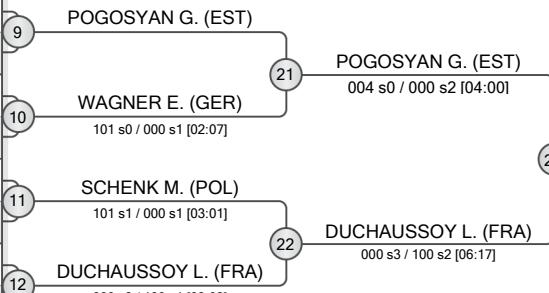 9
POGOSYAN G. (EST)
21
POGOSYAN G. (EST)
004 s0 / 000 s2 [04:00]
10
WAGNER E. (GER)
101 s0 / 000 s1 [02:07]
11
SCHENK M. (POL)
101 s1 / 000 s1 [03:01]
22
DUCHAUSSOY L. (FRA)
000 s3 / 100 s2 [06:17]
12
DUCHAUSSOY L. (FRA)